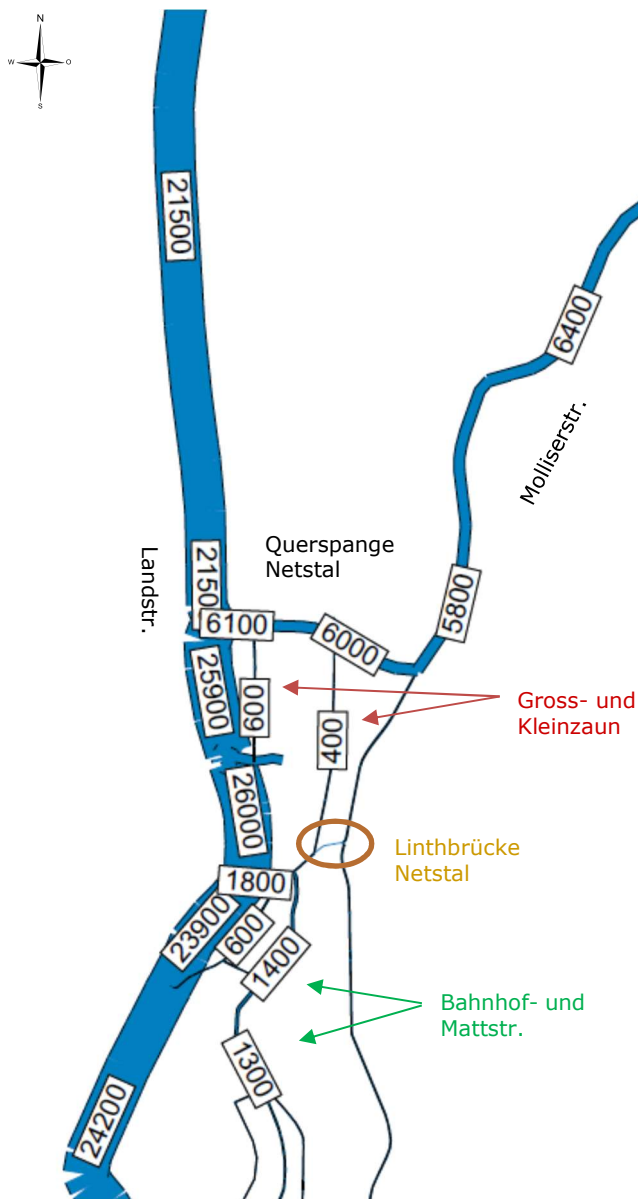 N
W
O
S
21500
6400
Molliserstr.
Landstr.
Querspange
Netstal
2150
6100
6000
5800
25900
600
400
Gross- und
Kleinzaun
26000
Linthbrücke
Netstal
1800
23900
600
1400
Bahnhof- und
Mattstr.
1300
24200